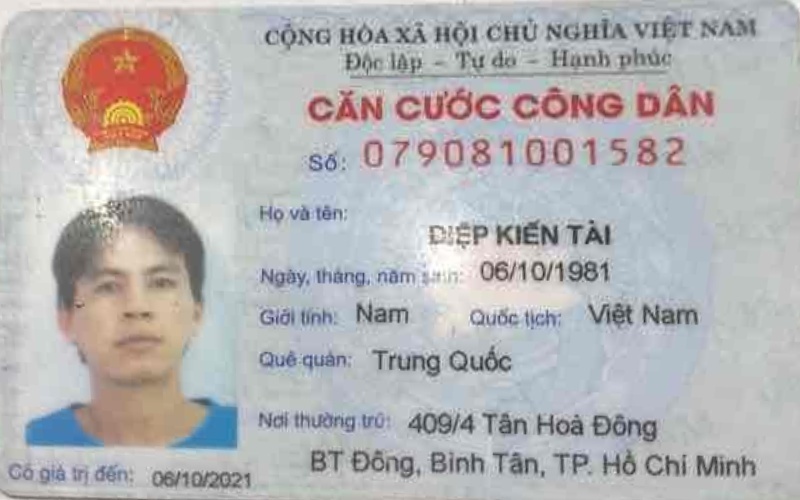 CỘNG HÒA XÃ HỘI CHỦ NGHĨA VIỆT NAM
Độc lập - Tự do - Hạnh phúc
CĂN CƯỚC CÔNG DÂN
Số: 079081001582
Họ và tên:
DIỆP KIẾN TÀI
Ngày, tháng, năm sinh: 06/10/1981
Giới tính: Nam Quốc tịch: Việt Nam
Quê quán: Trung Quốc
Nơi thường trú: 409/4 Tân Hoà Đông
BT Đông, Bình Tân, TP. Hồ Chí Minh
Có giá trị đến: 06/10/2021